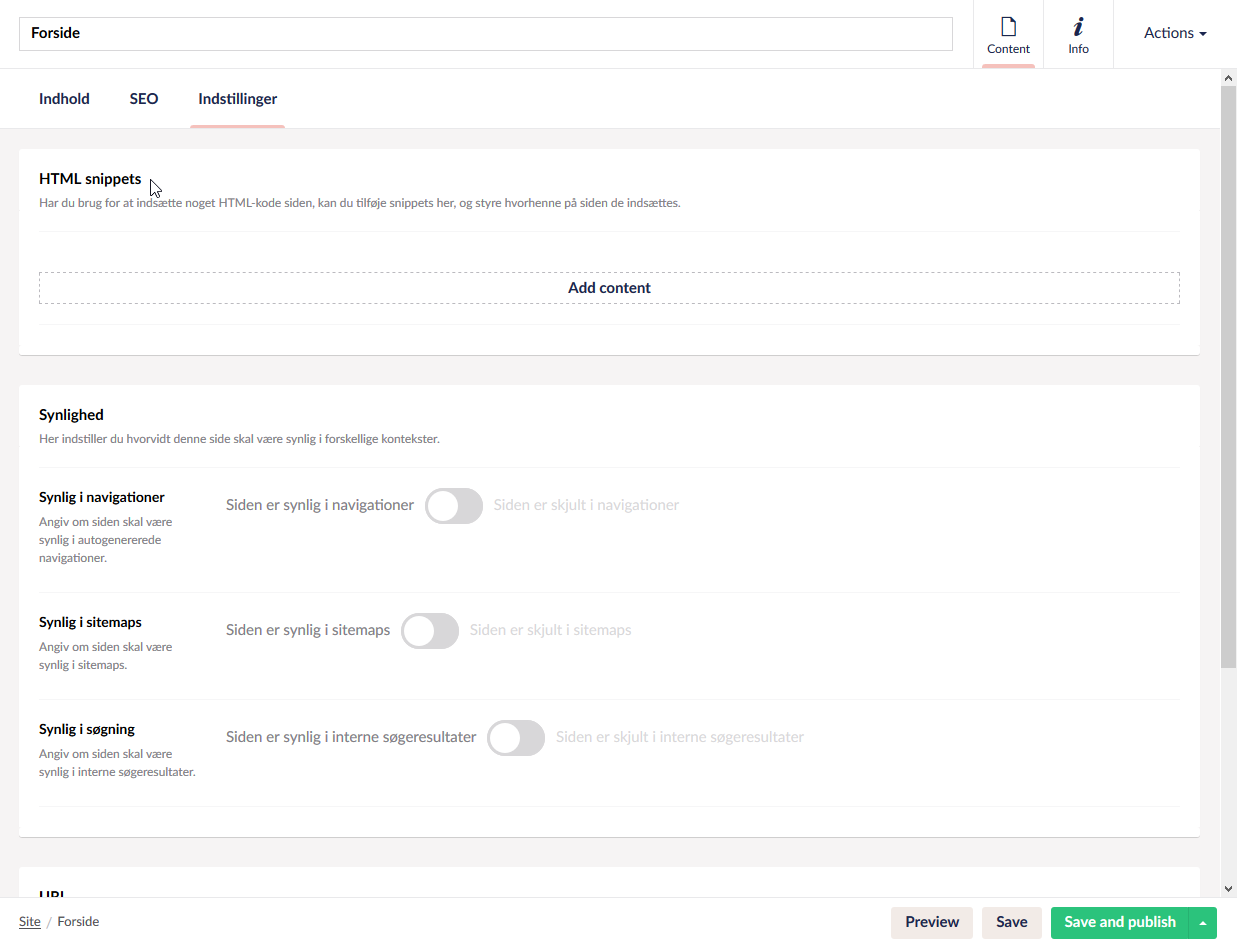 Forside
Content
Info
Actions
Indhold
SEO
Indstillinger
HTML snippets
Har du brug for at indsætte noget HTML-kode siden, kan du tilføje snippets her, og styre hvorhenne på siden de indsættes.
Add content
Synlighed
Her indstiller du hvorvidt denne side skal være synlig i forskellige kontekster.
Synlig i navigationer
Angiv om siden skal være
synlig i autogenererede
navigationer.
Siden er synlig i navigationer
Siden er skjult i navigationer
Synlig i sitemaps
Angiv om siden skal være
synlig i sitemaps.
Siden er synlig i sitemaps
Siden er skjult i sitemaps
Synlig i søgning
Angiv om siden skal være
synlig i interne søgeresultater.
Siden er synlig i interne søgeresultater
Siden er skjult i interne søgeresultater
URL
Site / Forside
Preview
Save
Save and publish